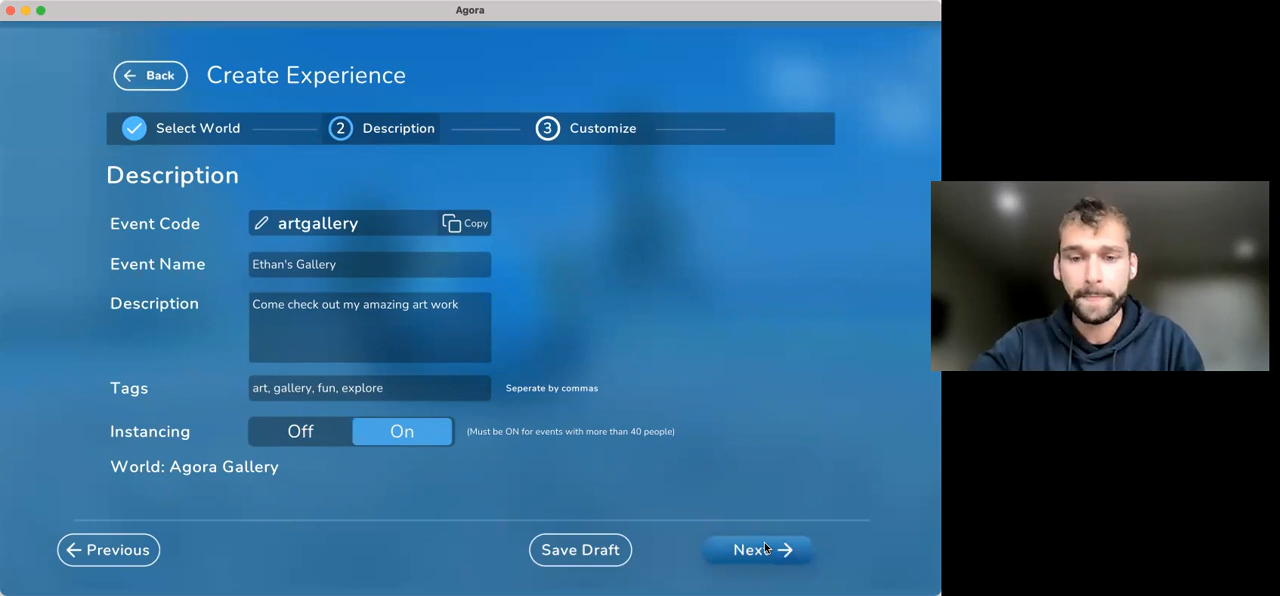 Agora
Back
Create Experience
Select World
2 Description
3 Customize
Description
Event Code
artgallery
Copy
Event Name
Ethan's Gallery
Description
Come check out my amazing art work
Tags
art, gallery, fun, explore
Seperate by commas
Instancing
Off
On
(Must be ON for events with more than 40 people)
World: Agora Gallery
Previous
Save Draft
Next